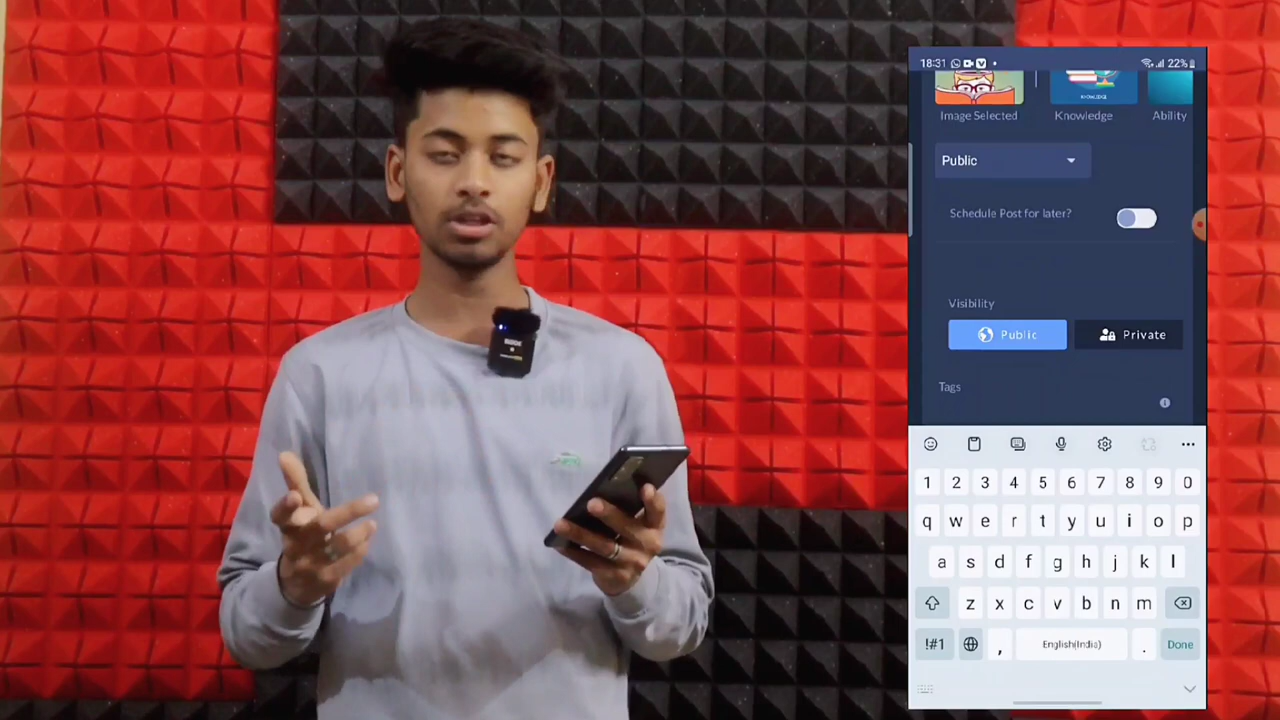 18:31 22%
KNOWLEDGE
Image Selected Knowledge Ability
Public
Schedule Post for later?
Visibility
Public Private
Tags
1 2 3 4 5 6 7 8 9 0
q w e r t y u i o p
a s d f g h j k l
z x c v b n m
!#1 , English(India) . Done